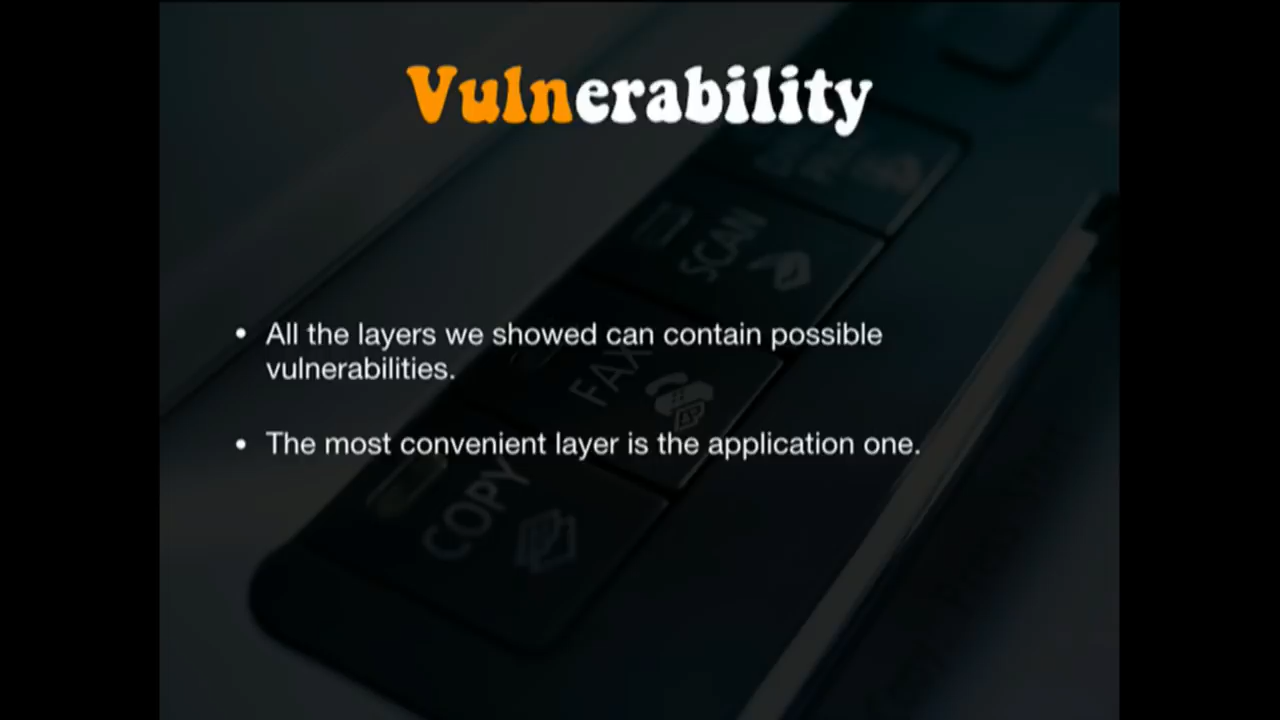 Vulnerability
SCAN
• All the layers we showed can contain possible
vulnerabilities.
FAX
• The most convenient layer is the application one.
COPY